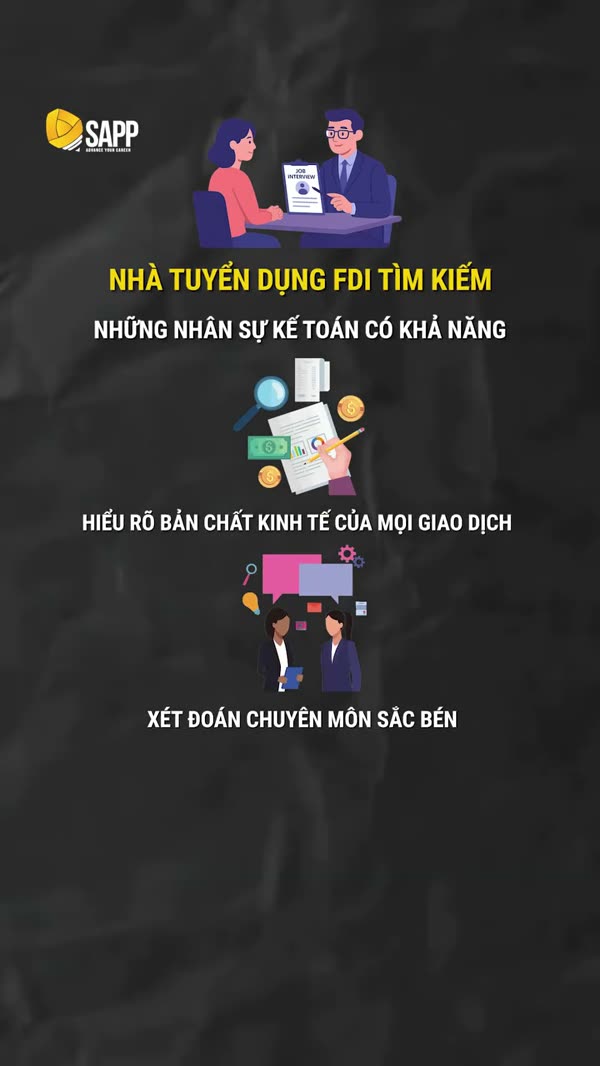 SAPP
ADVANCE YOUR CAREER
JOB
INTERVIEW
NHÀ TUYỂN DỤNG FDI TÌM KIẾM
NHỮNG NHÂN SỰ KẾ TOÁN CÓ KHẢ NĂNG
HIỂU RÕ BẢN CHẤT KINH TẾ CỦA MỌI GIAO DỊCH
XÉT ĐOÁN CHUYÊN MÔN SẮC BÉN